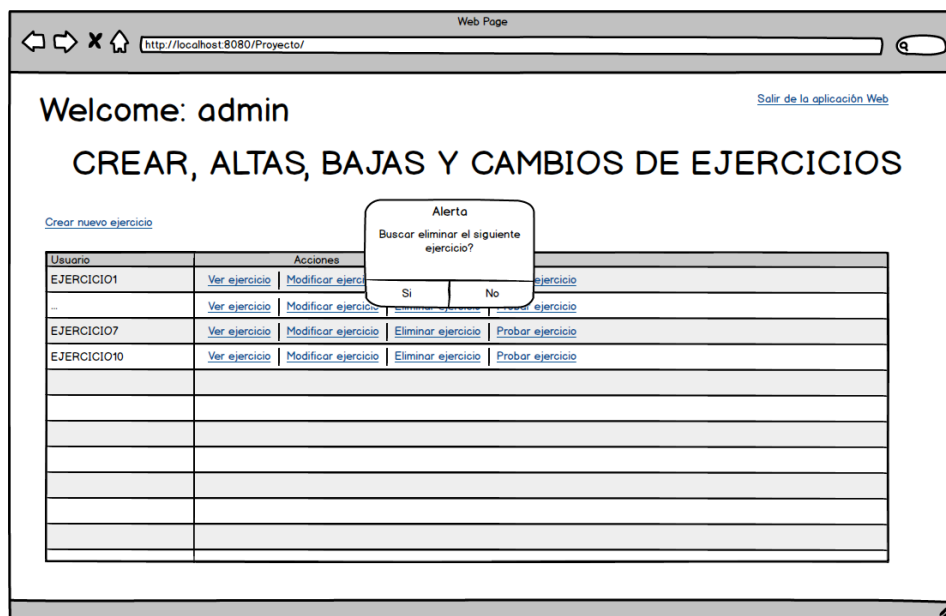 Web Page
http://localhost:8080/Proyecto/
Welcome: admin
Salir de la aplicación Web
CREAR, ALTAS, BAJAS Y CAMBIOS DE EJERCICIOS
Crear nuevo ejercicio
Alerta
Buscar eliminar el siguiente
ejercicio?
Si No
Usuario Acciones
EJERCICIO1 Ver ejercicio Modificar ejercicio
... Ver ejercicio Modificar ejercicio Eliminar ejercicio Probar ejercicio
EJERCICIO7 Ver ejercicio Modificar ejercicio Eliminar ejercicio Probar ejercicio
EJERCICIO10 Ver ejercicio Modificar ejercicio Eliminar ejercicio Probar ejercicio